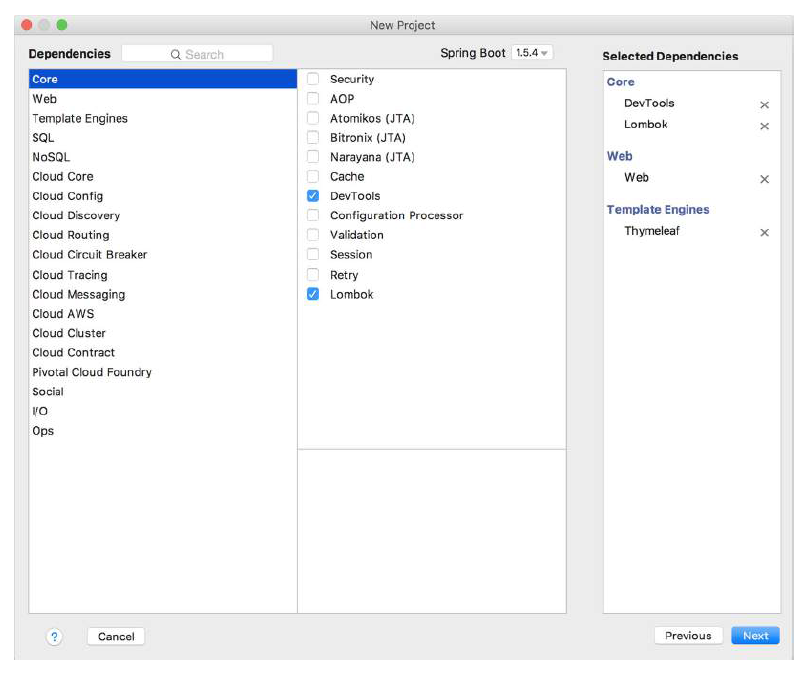 New Project
Dependencies
Search
Spring Boot 1.5.4
Core
Web
Template Engines
SQL
NoSQL
Cloud Core
Cloud Config
Cloud Discovery
Cloud Routing
Cloud Circuit Breaker
Cloud Tracing
Cloud Messaging
Cloud AWS
Cloud Cluster
Cloud Contract
Pivotal Cloud Foundry
Social
I/O
Ops
Security
AOP
Atomikos (JTA)
Bitronix (JTA)
Narayana (JTA)
Cache
DevTools
Configuration Processor
Validation
Session
Retry
Lombok
Selected Dependencies
Core
DevTools
Lombok
Web
Web
Template Engines
Thymeleaf
?
Cancel
Previous
Next